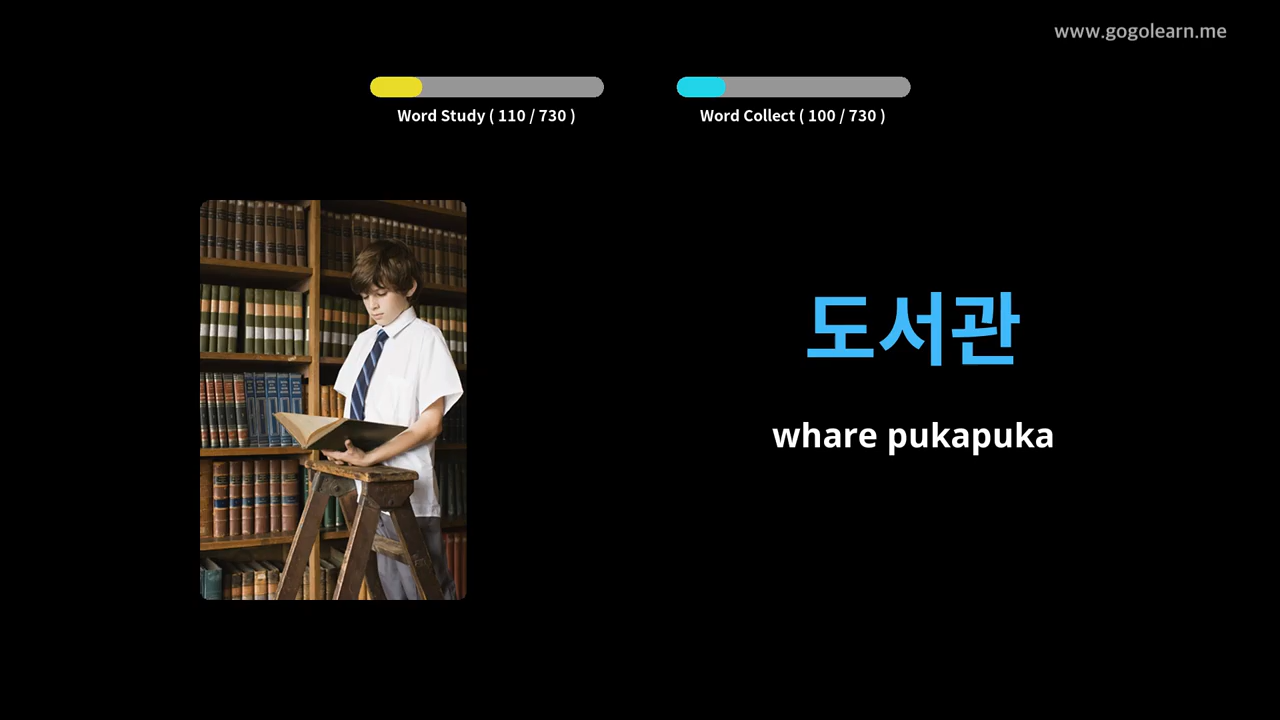 www.gogolearn.me
Word Study ( 110 / 730 )
Word Collect ( 100 / 730 )
도서관
whare pukapuka